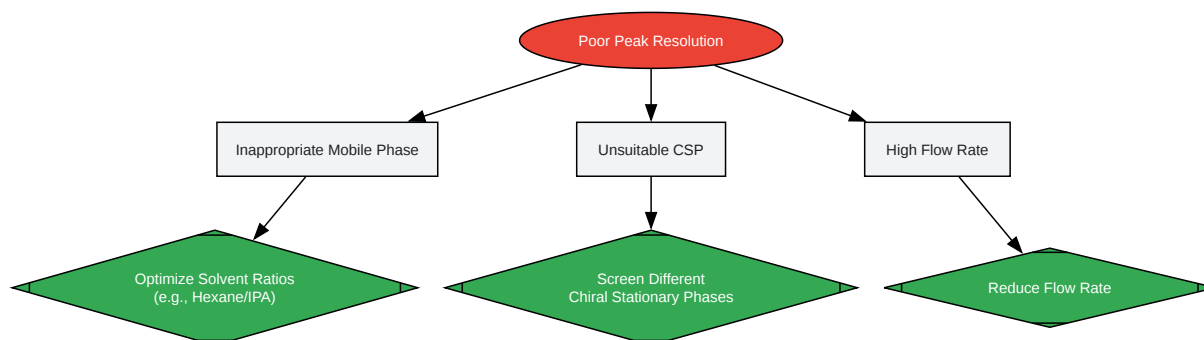 Poor Peak Resolution
Inappropriate Mobile Phase
Unsuitable CSP
High Flow Rate
Optimize Solvent Ratios
(e.g., Hexane/IPA)
Screen Different
Chiral Stationary Phases
Reduce Flow Rate